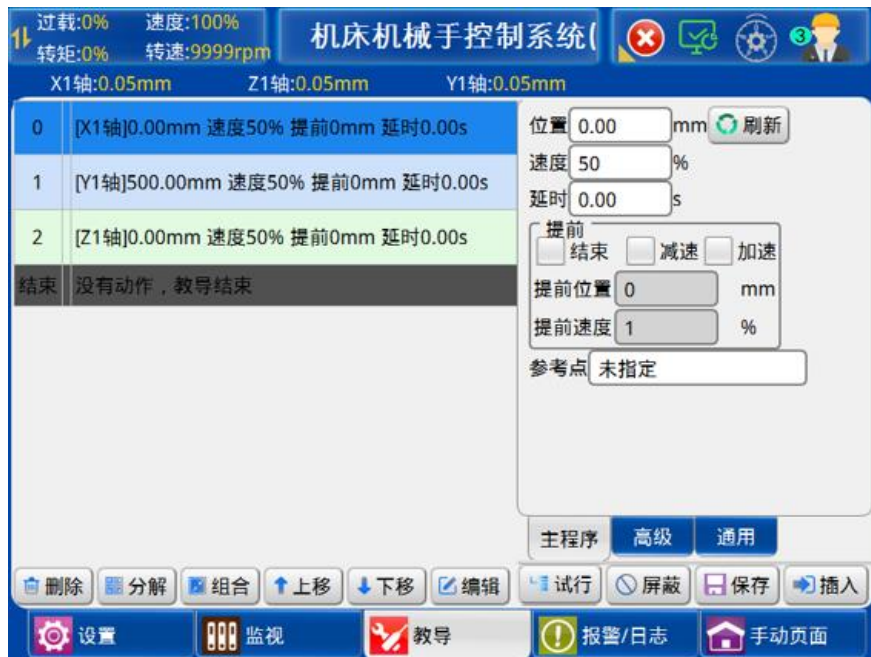 过载:0% 速度:100%
转矩:0% 转速:9999rpm
机床机械手控制系统(
3
X1轴:0.05mm Z1轴:0.05mm Y1轴:0.05mm
0 [X1轴]0.00mm 速度50% 提前0mm 延时0.00s
1 [Y1轴]500.00mm 速度50% 提前0mm 延时0.00s
2 [Z1轴]0.00mm 速度50% 提前0mm 延时0.00s
结束 没有动作，教导结束
位置 0.00 mm 刷新
速度 50 %
延时 0.00 s
提前
结束 减速 加速
提前位置 0 mm
提前速度 1 %
参考点 未指定
主程序 高级 通用
删除 分解 组合 上移 下移 编辑 试行 屏蔽 保存 插入
设置 监视 教导 报警/日志 手动页面